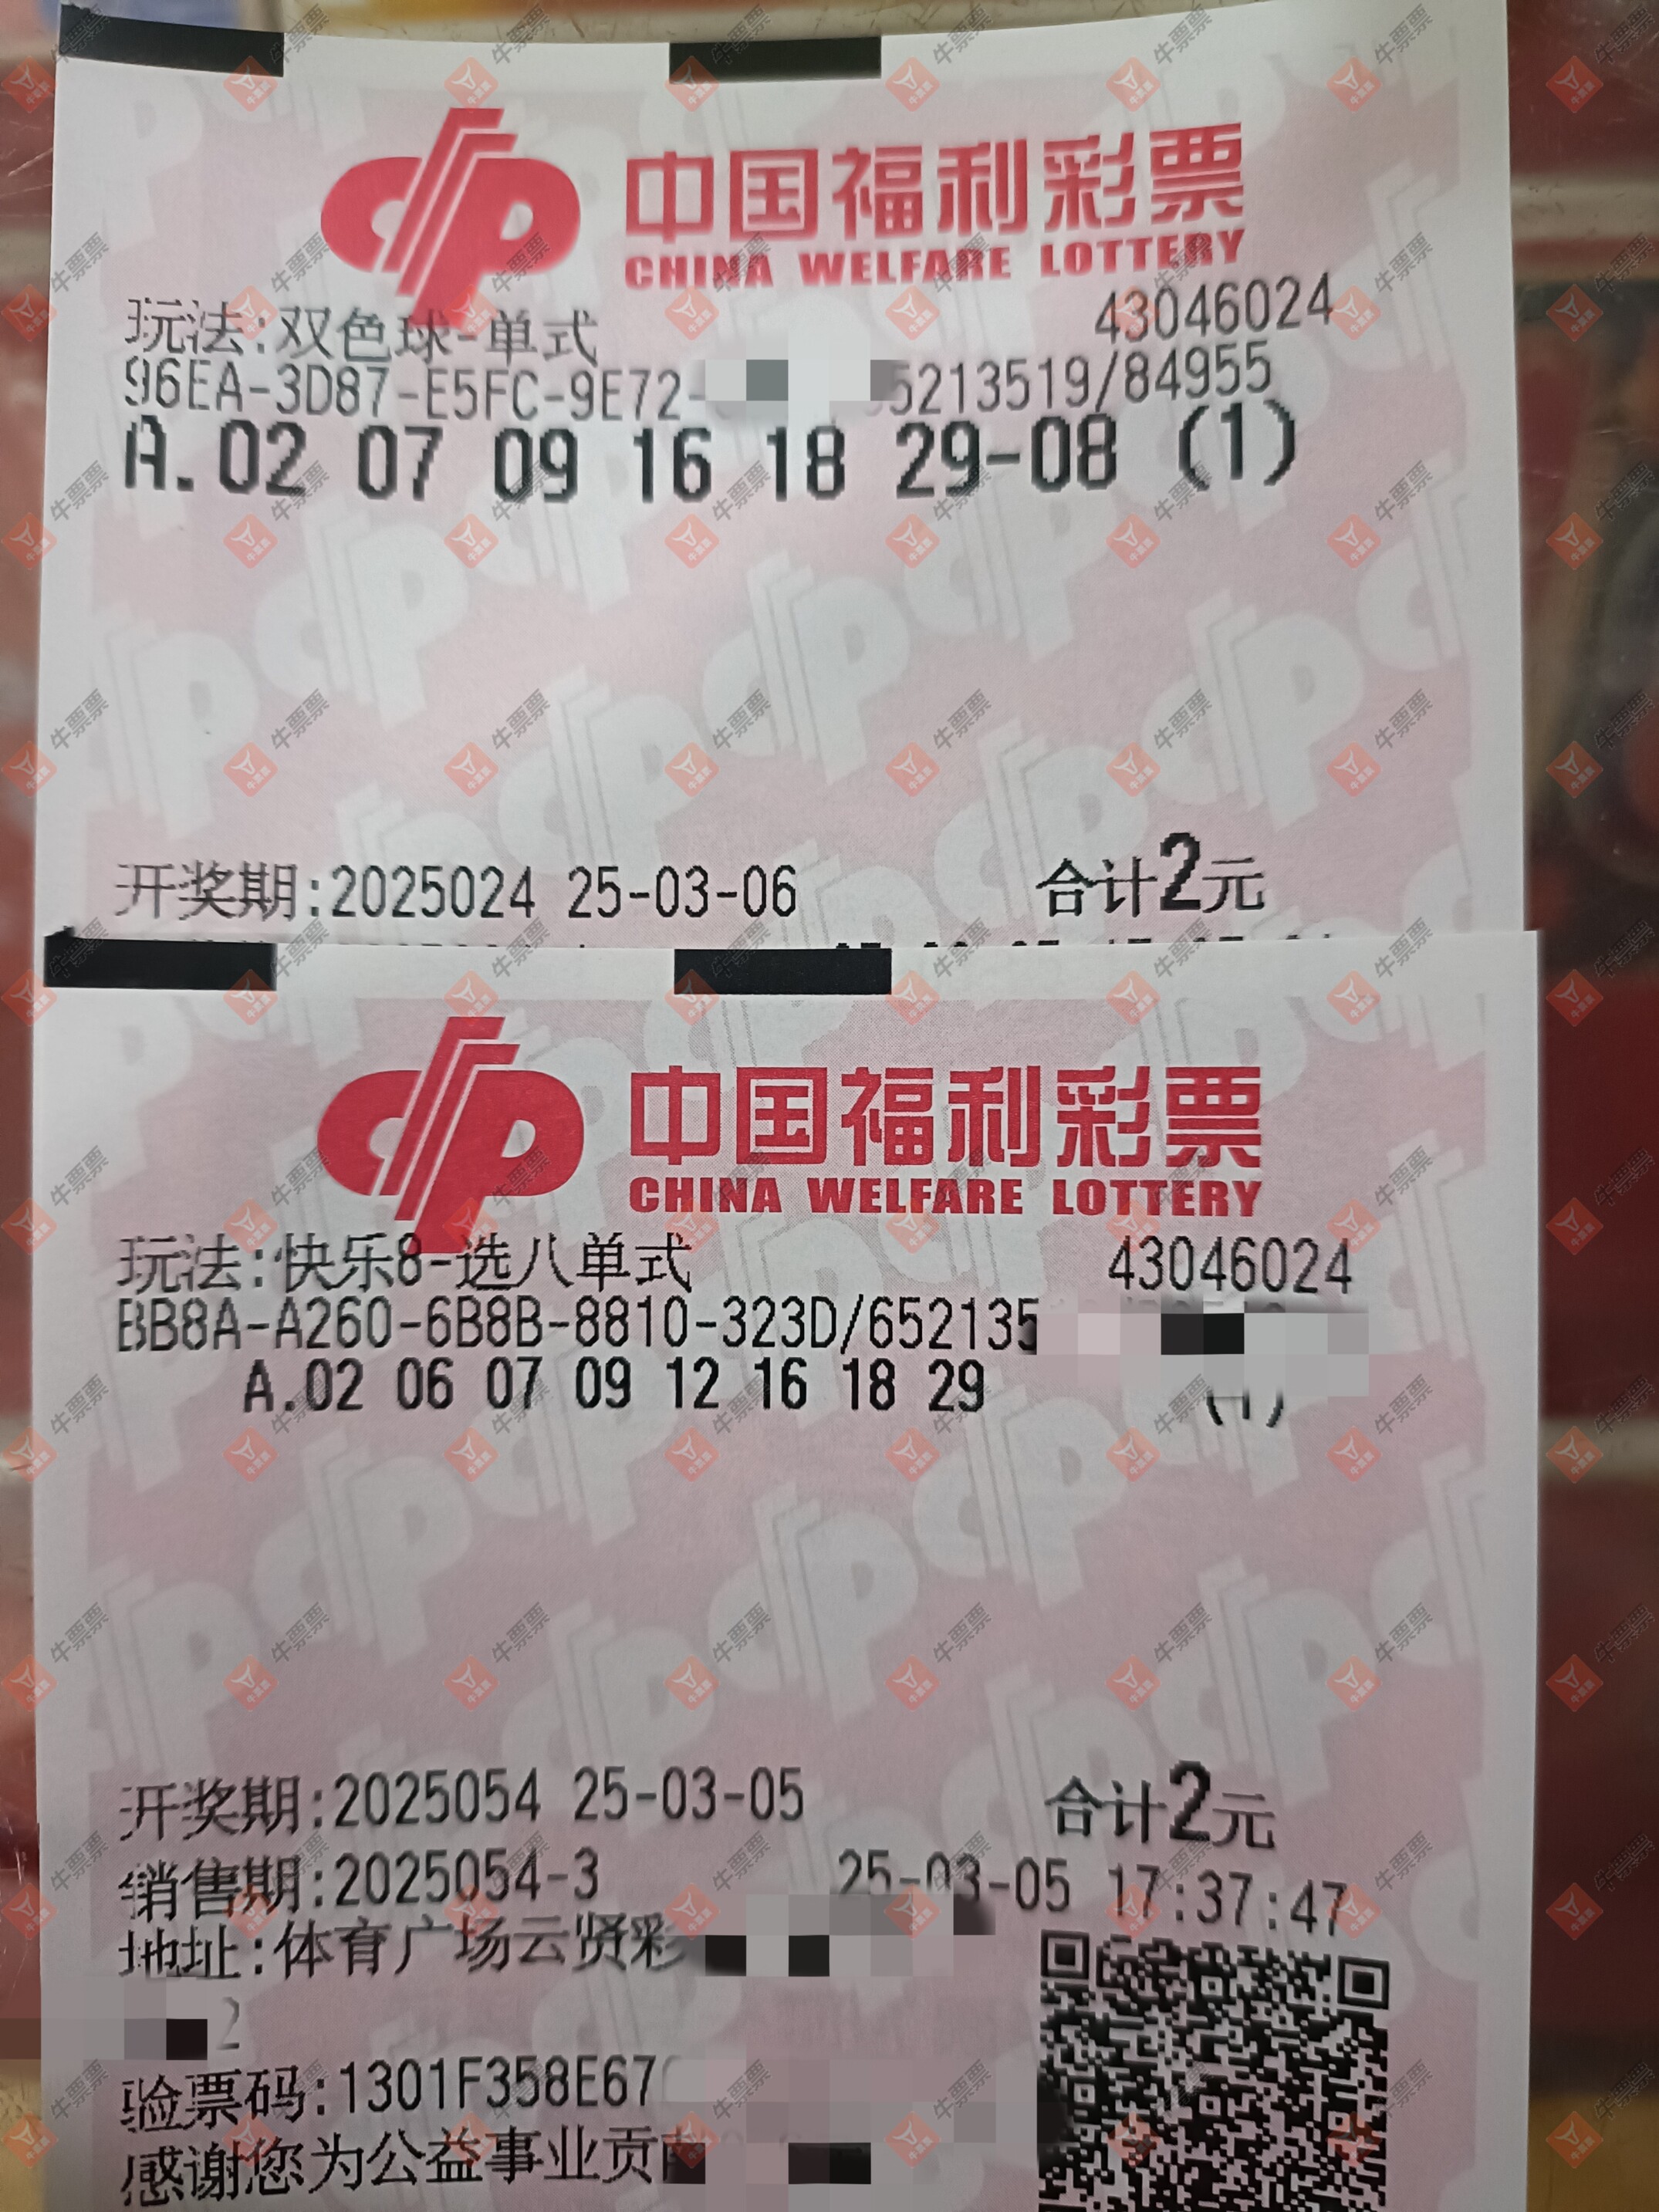 中国福利彩票
CHINA WELFARE LOTTERY
43046024
玩法:双色球-单式
96EA-3D87-E5FC-9E72- 5213519/84955
A.02 07 09 16 18 29-08 (1)
开奖期:2025024 25-03-06 合计2元
中国福利彩票
CHINA WELFARE LOTTERY
玩法:快乐8-选八单式 43046024
BB8A-A260-6B8B-8810-323D/652135
A.02 06 07 09 12 16 18 29 (1)
开奖期:2025054 25-03-05 合计2元
销售期:2025054-3 25-03-05 17:37:47
地址:体育广场云贤彩
2
验票码:1301F358E67
感谢您为公益事业贡
牛票票